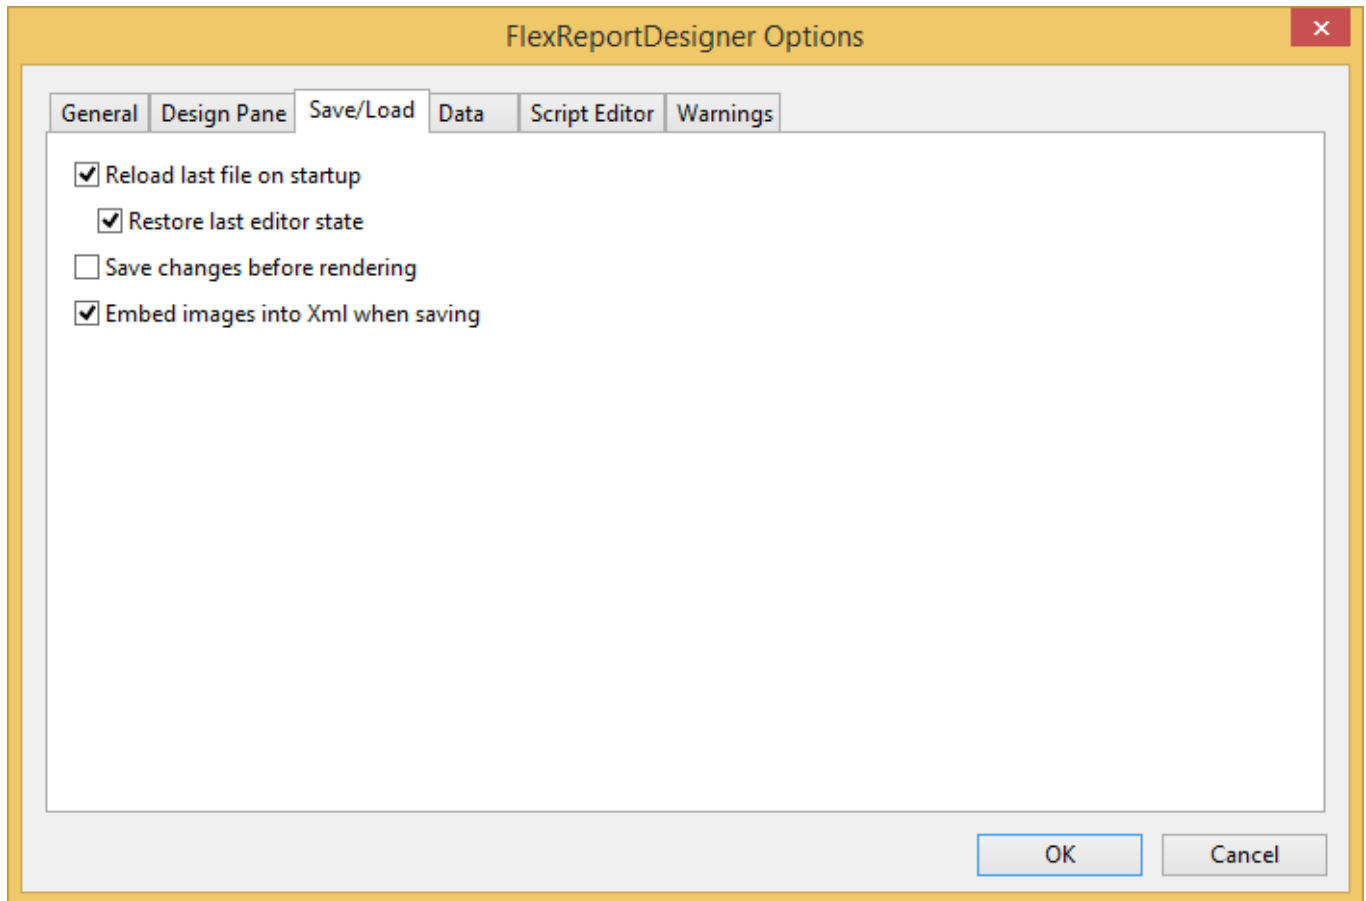 FlexReportDesigner Options
General Design Pane Save/Load Data Script Editor Warnings
Reload last file on startup
Restore last editor state
Save changes before rendering
Embed images into Xml when saving
OK Cancel